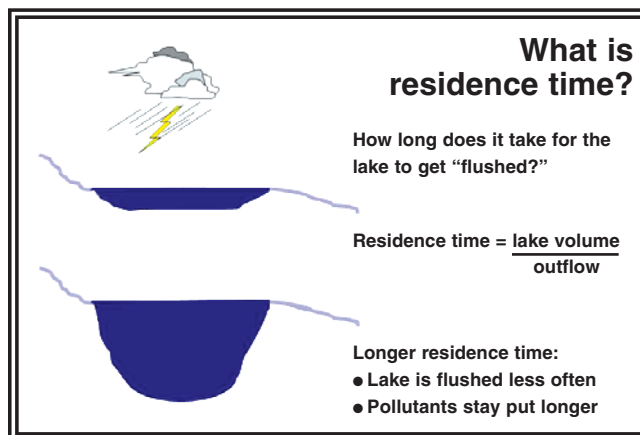 What is
residence time?
How long does it take for the
lake to get “flushed?”
Residence time = lake volume
outflow
Longer residence time:
● Lake is flushed less often
● Pollutants stay put longer